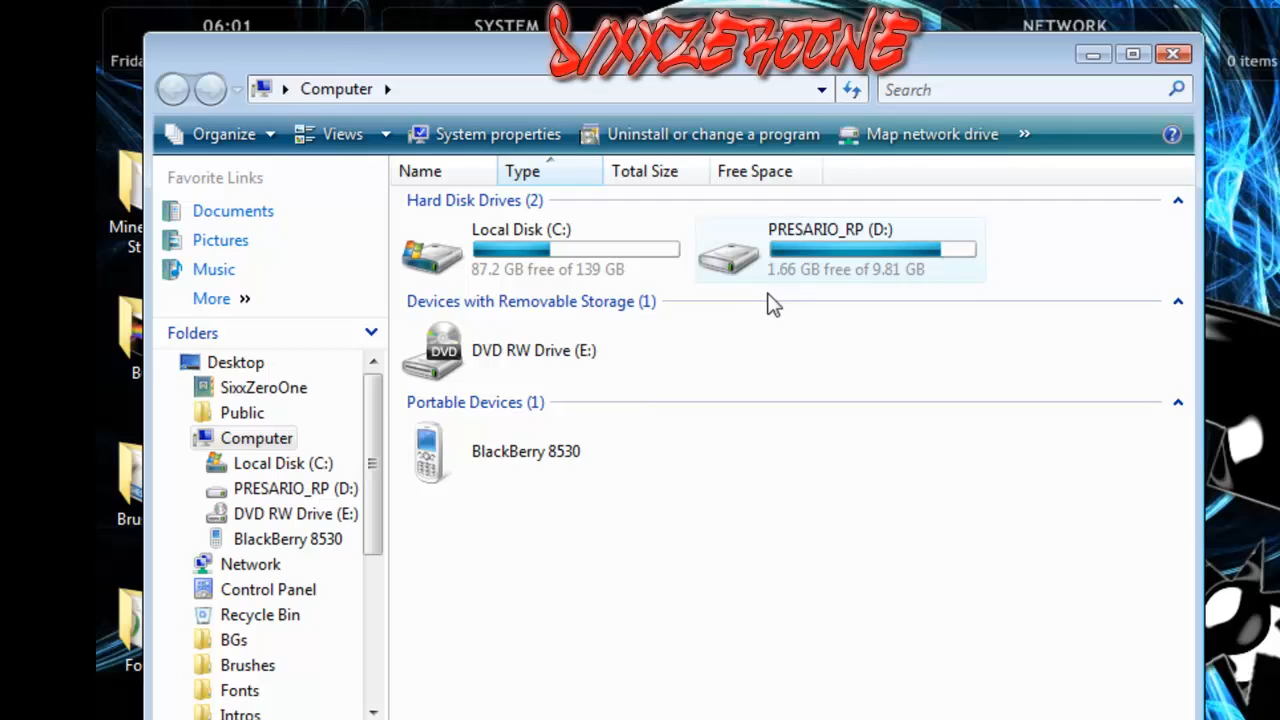 06:01
SYSTEM
NETWORK
SIXXZEROONE
0 items
Computer
Search
Organize
Views
System properties
Uninstall or change a program
Map network drive
Favorite Links
Documents
Pictures
Music
More
Folders
Desktop
SixxZeroOne
Public
Computer
Local Disk (C:)
PRESARIO_RP (D:)
DVD RW Drive (E:)
BlackBerry 8530
Network
Control Panel
Recycle Bin
BGs
Brushes
Fonts
Intros
Name
Type
Total Size
Free Space
Hard Disk Drives (2)
Local Disk (C:)
87.2 GB free of 139 GB
PRESARIO_RP (D:)
1.66 GB free of 9.81 GB
Devices with Removable Storage (1)
DVD RW Drive (E:)
DVD
Portable Devices (1)
BlackBerry 8530